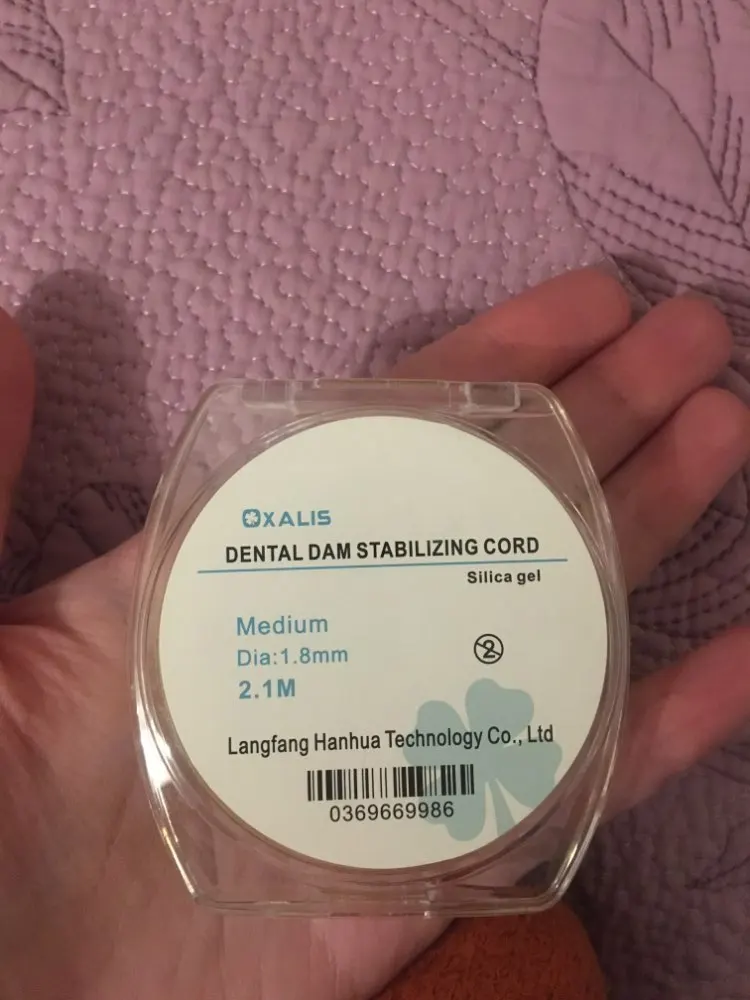 OXALIS
DENTAL DAM STABILIZING CORD
Silica gel
Medium
Dia:1.8mm
2
2.1M
Langfang Hanhua Technology Co., Ltd
0369669986